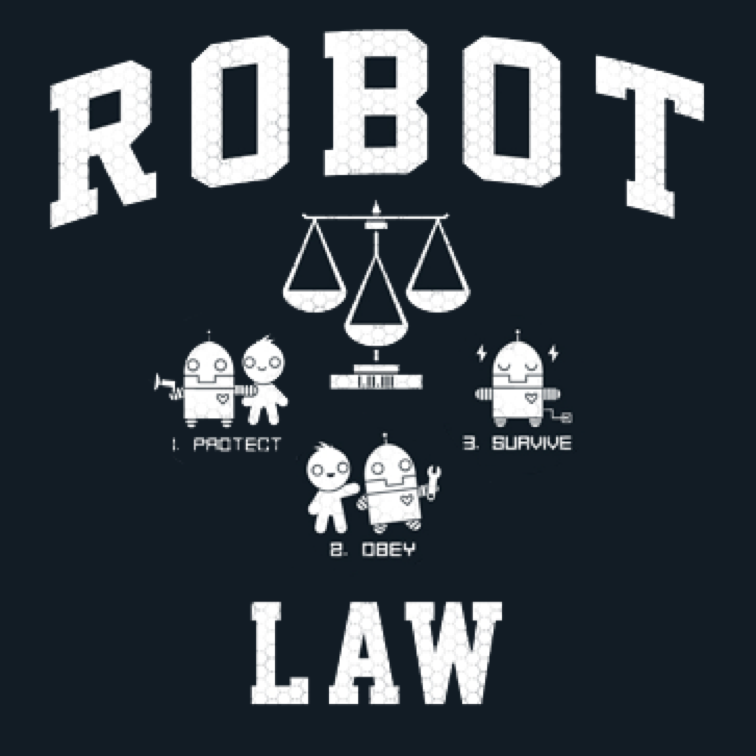 ROBOT
1. PROTECT
3. SURVIVE
2. OBEY
LAW